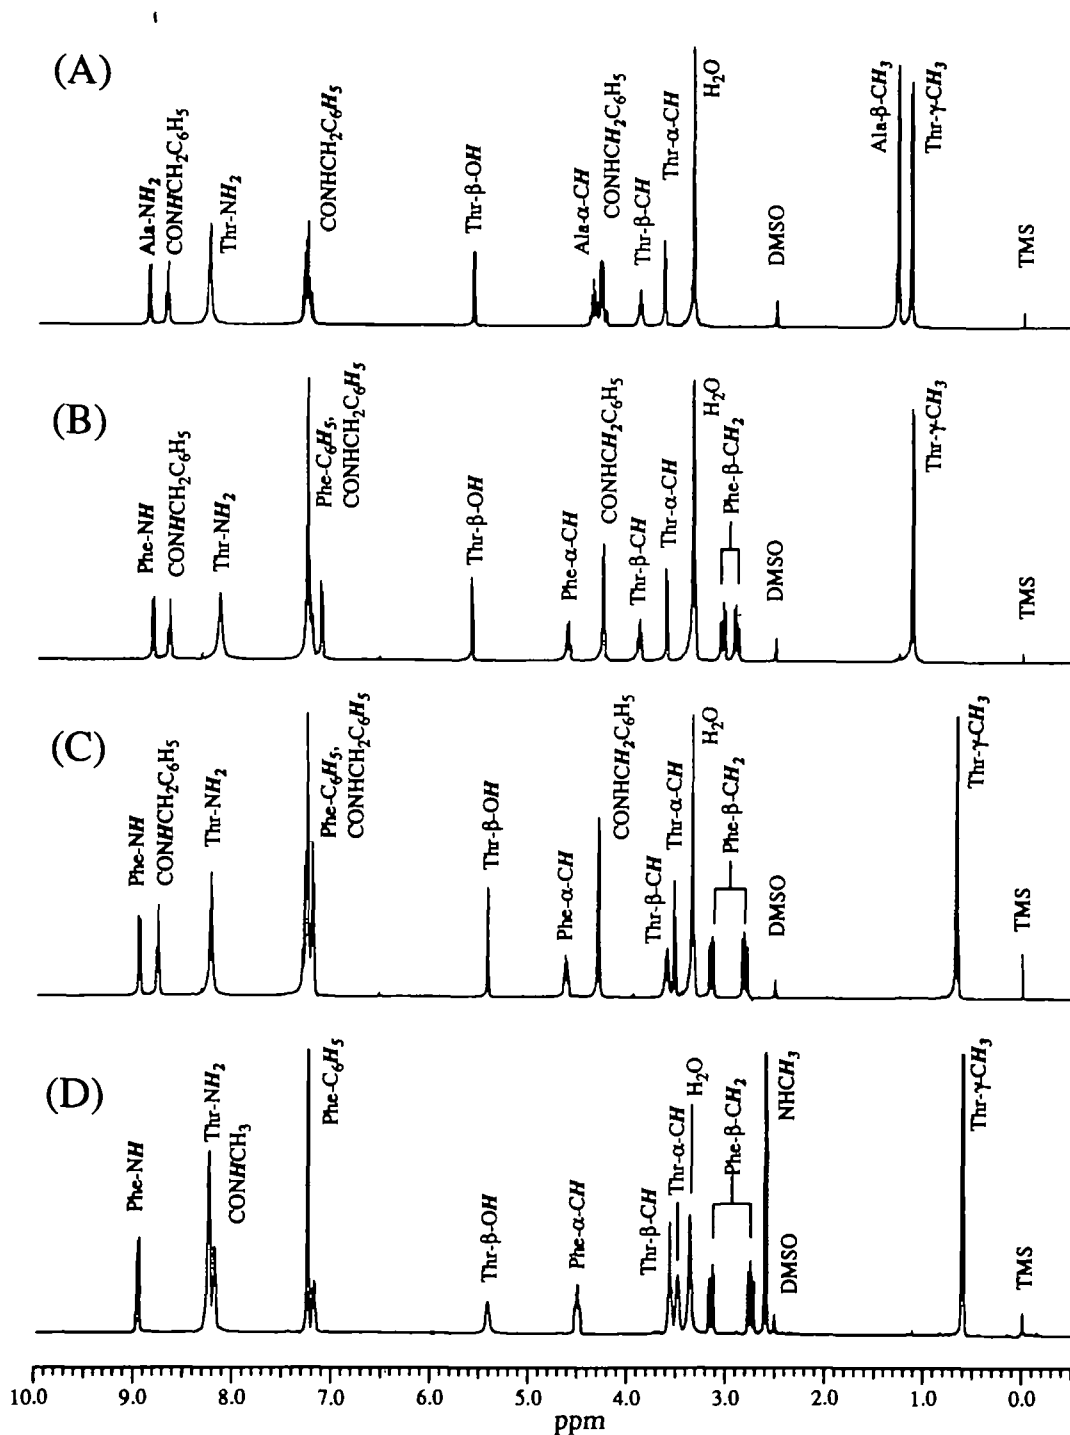 (A)
Ala-NH₂
CONHCH₂C₆H₅
Thr-NH₂
CONHCH₂C₆H₅
Thr-β-OH
Ala-α-CH
CONHCH₂C₆H₅
Thr-β-CH
Thr-α-CH
H₂O
DMSO
Ala-β-CH₃
Thr-γ-CH₃
TMS
(B)
Phe-NH
CONHCH₂C₆H₅
Thr-NH₂
Phe-C₆H₅,
CONHCH₂C₆H₅
Thr-β-OH
Phe-α-CH
CONHCH₂C₆H₅
Thr-β-CH
Thr-α-CH
H₂O
Phe-β-CH₂
DMSO
Thr-γ-CH₃
TMS
(C)
Phe-NH
CONHCH₂C₆H₅
Thr-NH₂
Phe-C₆H₅,
CONHCH₂C₆H₅
Thr-β-OH
Phe-α-CH
CONHCH₂C₆H₅
Thr-β-CH
Thr-α-CH
H₂O
Phe-β-CH₂
DMSO
Thr-γ-CH₃
TMS
(D)
Phe-NH
Thr-NH₂
CONHCH₃
Phe-C₆H₅
Thr-β-OH
Phe-α-CH
Thr-β-CH
Thr-α-CH
H₂O
Phe-β-CH₂
NHCH₃
DMSO
Thr-γ-CH₃
TMS
10.0 9.0 8.0 7.0 6.0 5.0 4.0 3.0 2.0 1.0 0.0
ppm